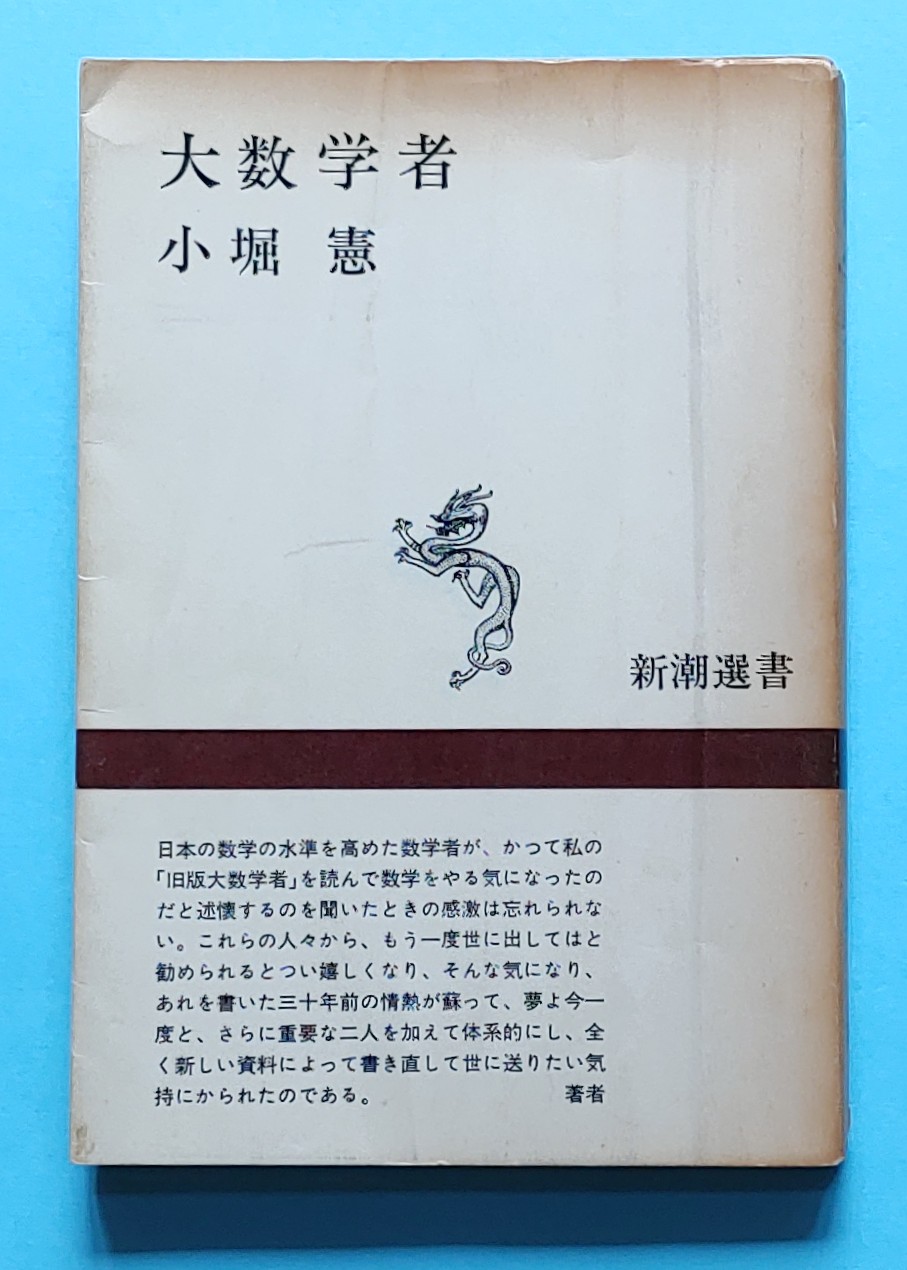 大数学者
小堀 憲
新潮選書
日本の数学の水準を高めた数学者が、かつて私の
「旧版大数学者」を読んで数学をやる気になったの
だと述懐するのを聞いたときの感激は忘れられな
い。これらの人々から、もう一度世に出してはと
勧められるとつい嬉しくなり、そんな気になり、
あれを書いた三十年前の情熱が蘇って、夢よ今一
度と、さらに重要な二人を加えて体系的にし、全
く新しい資料によって書き直して世に送りたい気
持にかられたのである。 著者